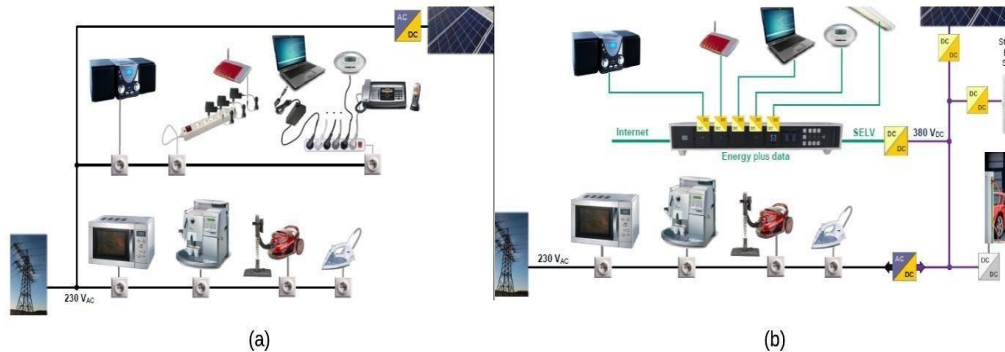 AC
DC
230 VAC
(a)
DC
DC
DC
DC
St
S
Internet
Energy plus data
SELV
DC
DC
380 VDC
230 VAC
AC
DC
DC
DC
(b)